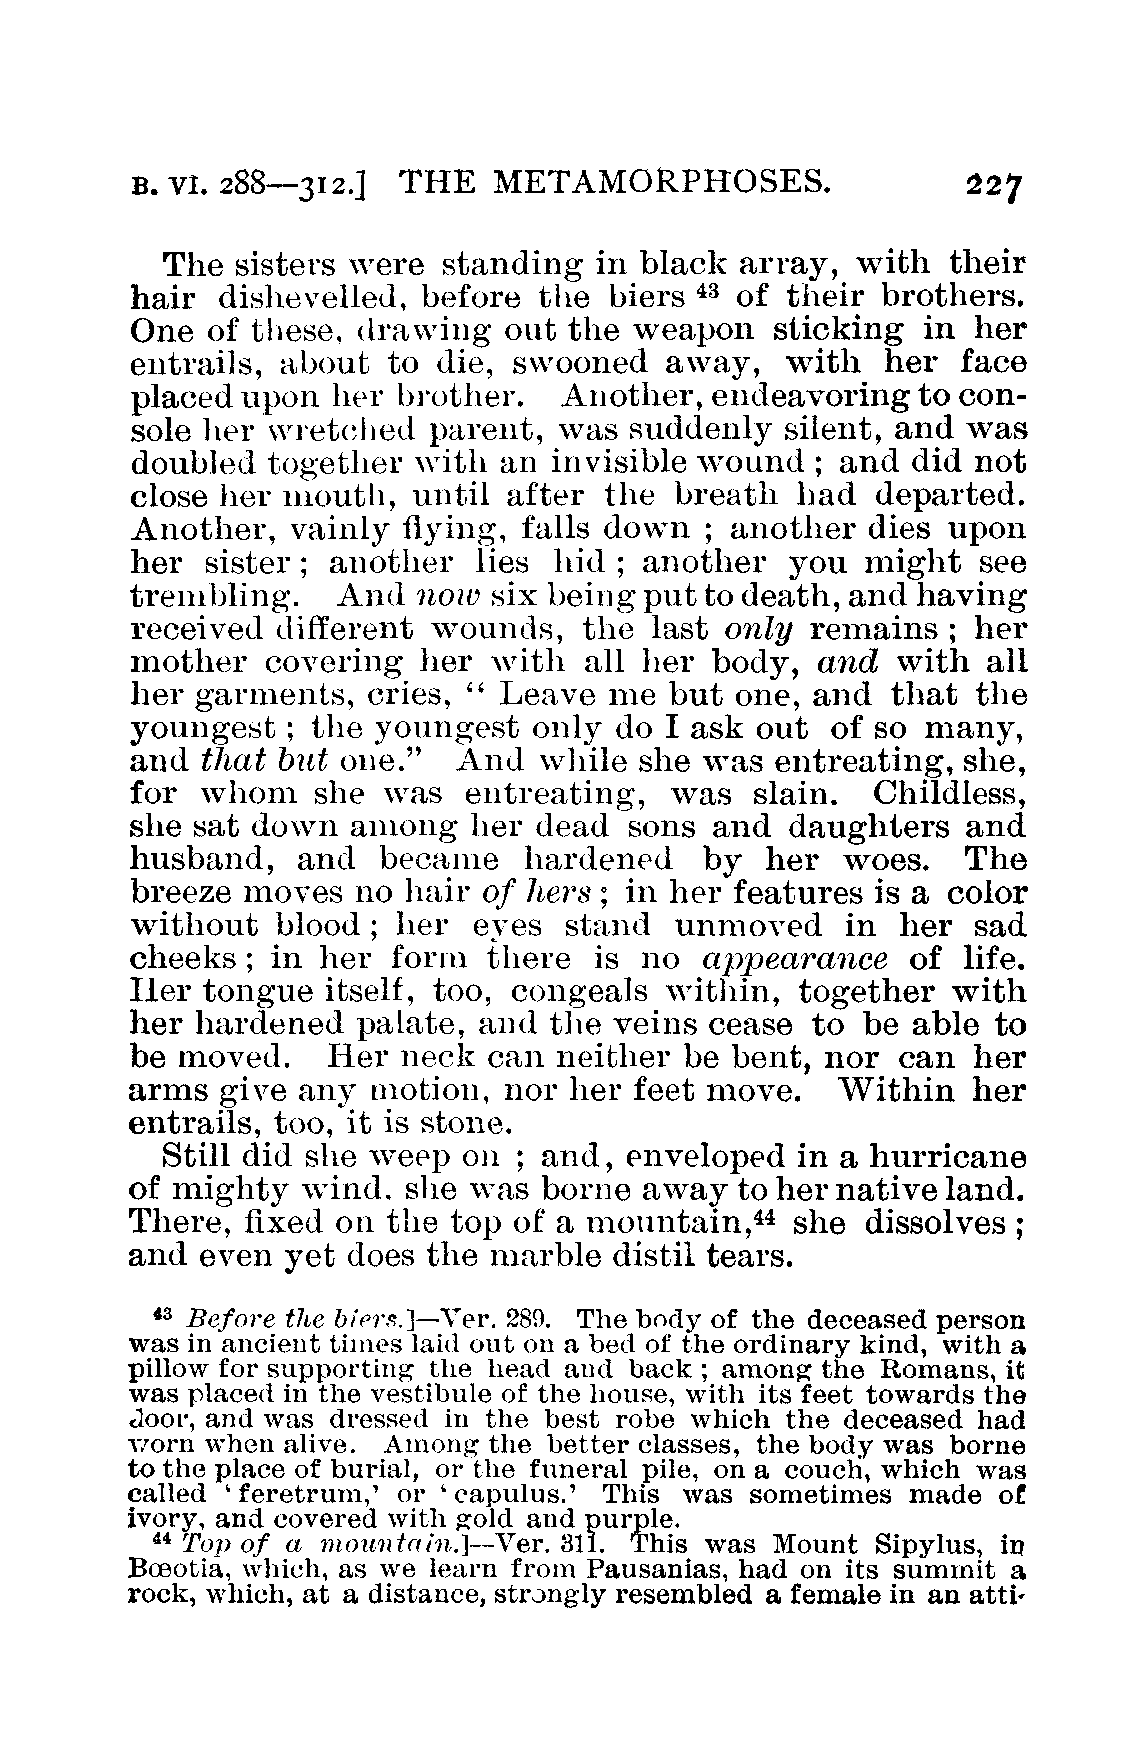 B. VI. 288—312.] THE METAMORPHOSES. 227
The sisters were standing in black array, with their
hair dishevelled, before the biers 43 of their brothers.
One of these, drawing out the weapon sticking in her
entrails, about to die, swooned away, with her face
placed upon her brother. Another, endeavoring to con-
sole her wretched parent, was suddenly silent, and was
doubled together with an invisible wound ; and did not
close her mouth, until after the breath had departed.
Another, vainly flying, falls down ; another dies upon
her sister ; another lies hid ; another you might see
trembling. And now six being put to death, and having
received different wounds, the last only remains ; her
mother covering her with all her body, and with all
her garments, cries, “ Leave me but one, and that the
youngest ; the youngest only do I ask out of so many,
and that but one.” And while she was entreating, she,
for whom she was entreating, was slain. Childless,
she sat down among her dead sons and daughters and
husband, and became hardened by her woes. The
breeze moves no hair of hers ; in her features is a color
without blood ; her eyes stand unmoved in her sad
cheeks ; in her form there is no appearance of life.
Her tongue itself, too, congeals within, together with
her hardened palate, and the veins cease to be able to
be moved. Her neck can neither be bent, nor can her
arms give any motion, nor her feet move. Within her
entrails, too, it is stone.
Still did she weep on ; and, enveloped in a hurricane
of mighty wind, she was borne away to her native land.
There, fixed on the top of a mountain,44 she dissolves ;
and even yet does the marble distil tears.
43 Before the biers.]—Ver. 289. The body of the deceased person
was in ancient times laid out on a bed of the ordinary kind, with a
pillow for supporting the head and back ; among the Romans, it
was placed in the vestibule of the house, with its feet towards the
door, and was dressed in the best robe which the deceased had
worn when alive. Among the better classes, the body was borne
to the place of burial, or the funeral pile, on a couch, which was
called ‘ feretrum,’ or ‘ capulus.’ This was sometimes made of
ivory, and covered with gold and purple.
44 Top of a mountain.]—Ver. 311. This was Mount Sipylus, in
Bœotia, which, as we learn from Pausanias, had on its summit a
rock, which, at a distance, strongly resembled a female in an atti-